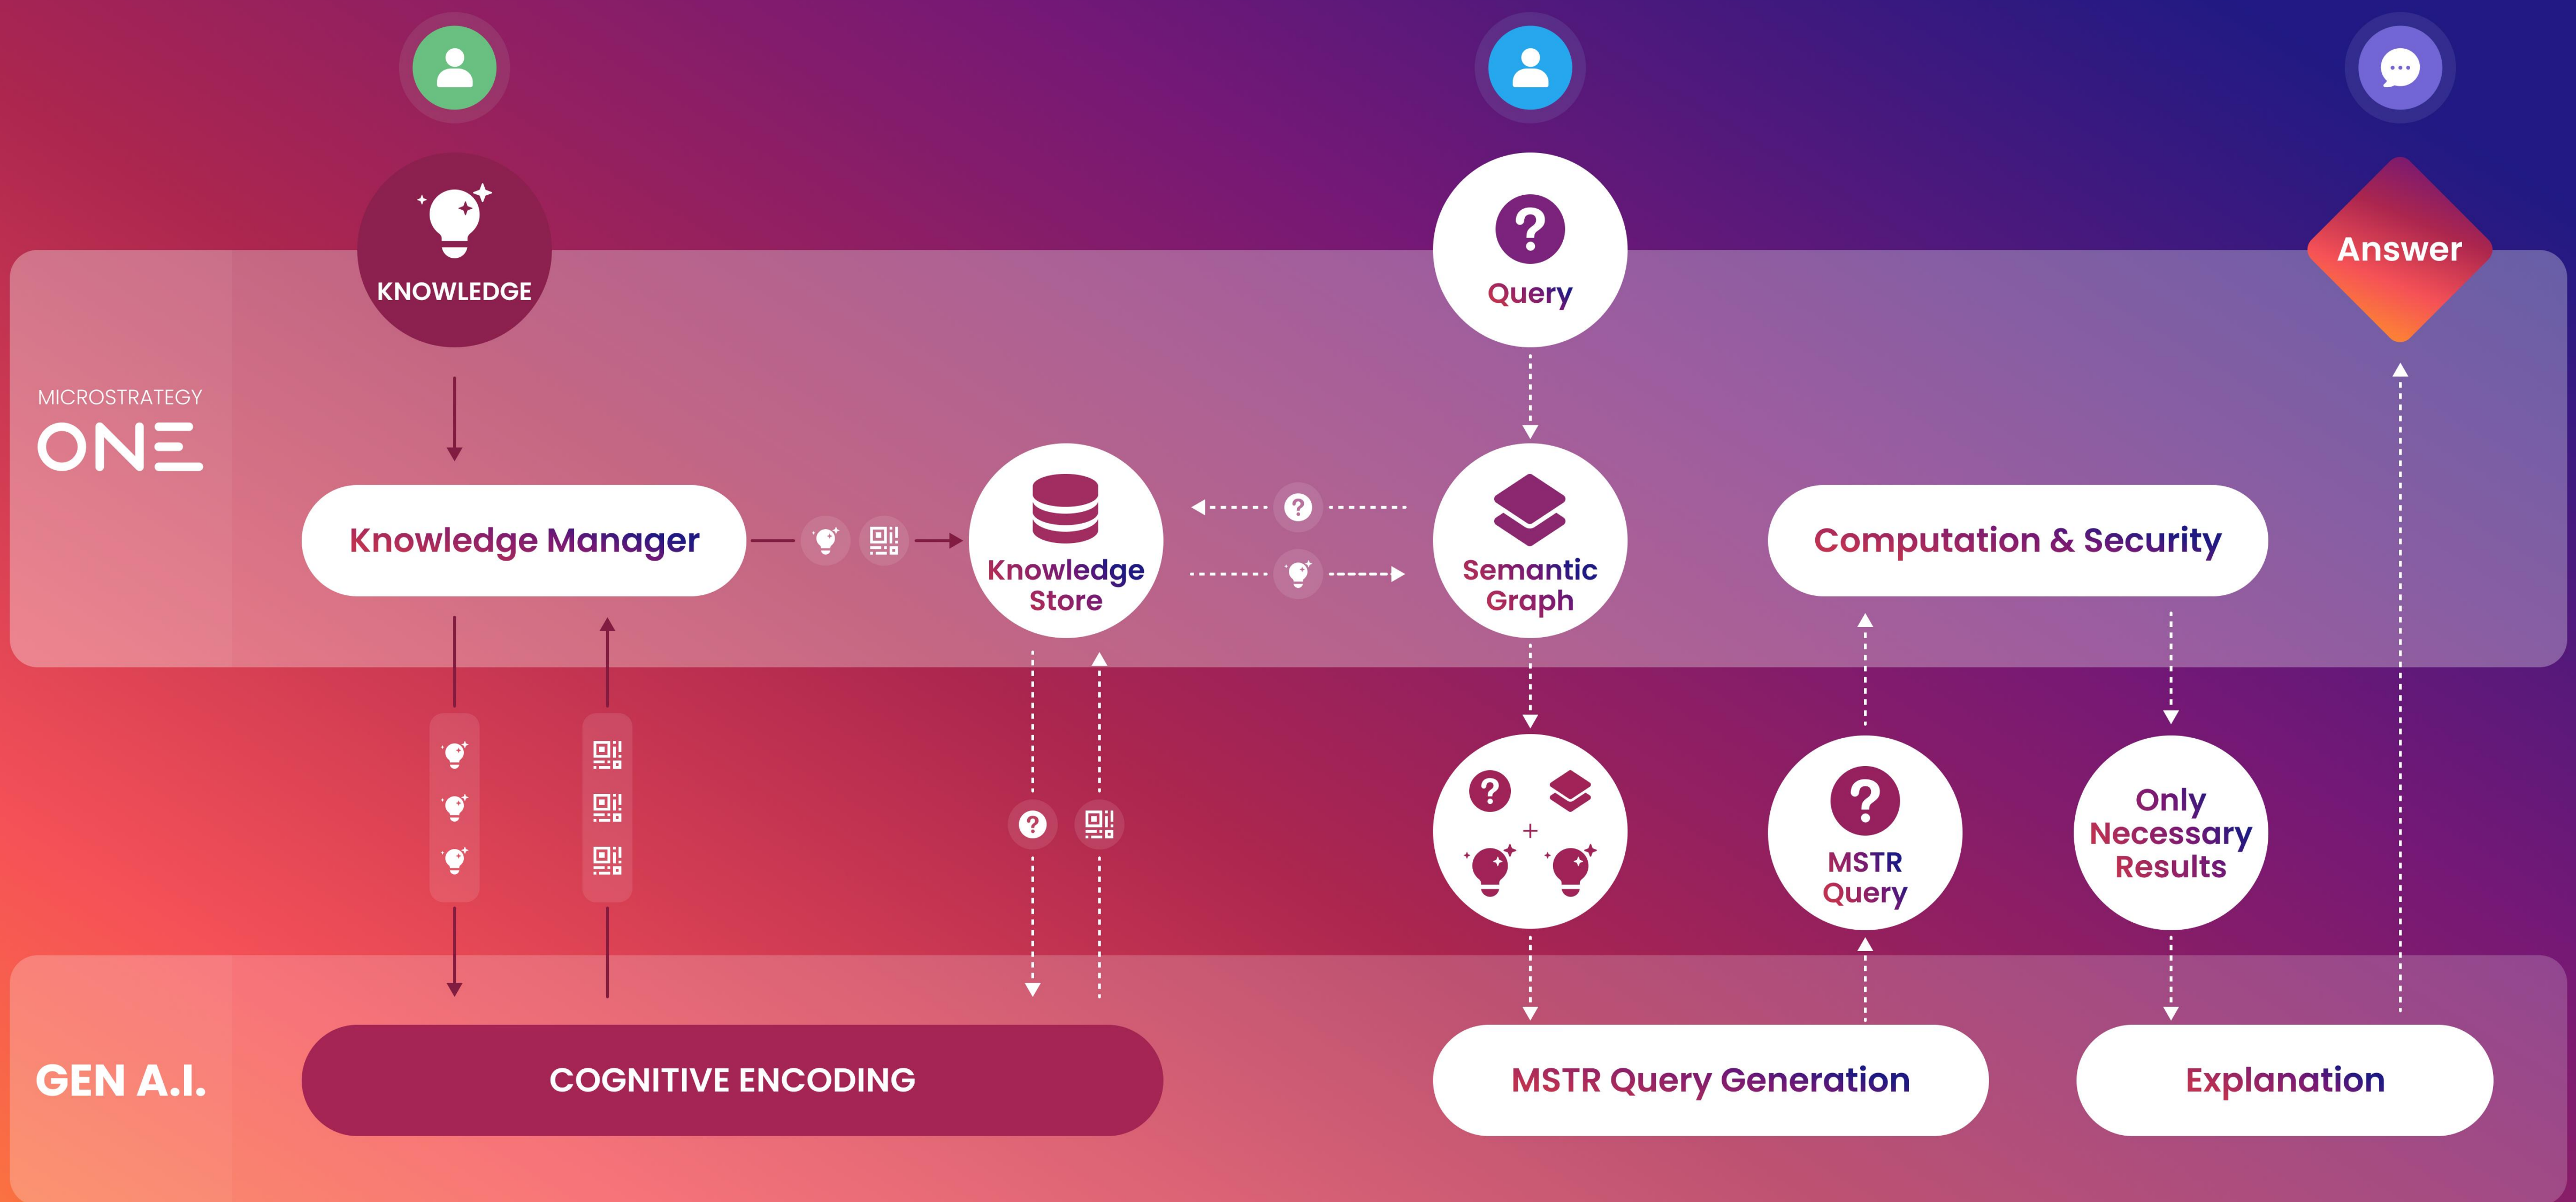 KNOWLEDGE
Query
Answer
MICROSTRATEGY
ONE
Knowledge Manager
Knowledge
Store
Semantic
Graph
Computation & Security
Only
Necessary
Results
MSTR
Query
GEN A.I.
COGNITIVE ENCODING
MSTR Query Generation
Explanation